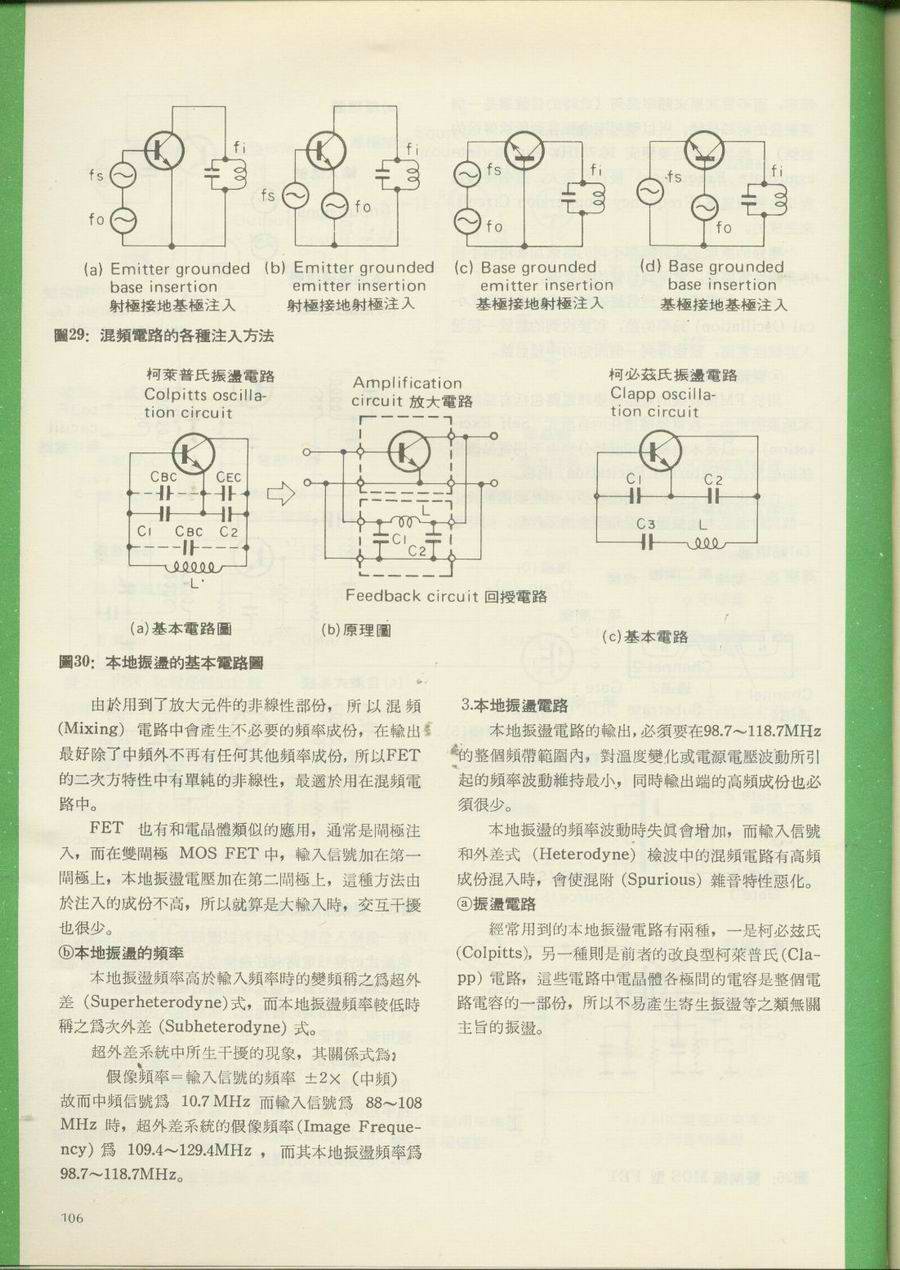 fs
fo
fi
fs
fo
fi
fs
fo
fi
fs
fo
fi
(a) Emitter grounded
base insertion
射極接地基極注入
(b) Emitter grounded
emitter insertion
射極接地射極注入
(c) Base grounded
emitter insertion
基極接地射極注入
(d) Base grounded
base insertion
基極接地基極注入
圖29：混頻電路的各種注入方法
柯萊普氏振盪電路
Colpitts oscilla-
tion circuit
CBC CEC
C1 CBC C2
L
(a)基本電路圖
Amplification
circuit 放大電路
L
C1
C2
Feedback circuit 回授電路
(b)原理圖
柯必茲氏振盪電路
Clapp oscilla-
tion circuit
C1 C2
C3 L
(c)基本電路
圖30：本地振盪的基本電路圖
由於用到了放大元件的非線性部份，所以混頻
(Mixing) 電路中會產生不必要的頻率成份，在輸出
最好除了中頻外不再有任何其他頻率成份，所以FET
的二次方特性中有單純的非線性，最適於用在混頻電
路中。
FET 也有和電晶體類似的應用，通常是閘極注
入，而在雙閘極 MOS FET 中，輸入信號加在第一
閘極上，本地振盪電壓加在第二閘極上，這種方法由
於注入的成份不高，所以就算是大輸入時，交互干擾
也很少。
ⓑ本地振盪的頻率
本地振盪頻率高於輸入頻率時的變頻稱之爲超外
差 (Superheterodyne)式，而本地振盪頻率較低時
稱之爲次外差 (Subheterodyne) 式。
超外差系統中所生干擾的現象，其關係式爲：
假像頻率＝輸入信號的頻率 ±2×（中頻）
故而中頻信號爲 10.7 MHz 而輸入信號爲 88～108
MHz 時，超外差系統的假像頻率(Image Freque-
ncy) 爲 109.4～129.4MHz ，而其本地振盪頻率爲
98.7～118.7MHz。
3.本地振盪電路
本地振盪電路的輸出，必須要在98.7～118.7MHz
的整個頻帶範圍內，對溫度變化或電源電壓波動所引
起的頻率波動維持最小，同時輸出端的高頻成份也必
須很少。
本地振盪的頻率波動時失眞會增加，而輸入信號
和外差式 (Heterodyne) 檢波中的混頻電路有高頻
成份混入時，會使混附 (Spurious) 雜音特性惡化。
ⓐ振盪電路
經常用到的本地振盪電路有兩種，一是柯必玆氏
(Colpitts)，另一種則是前者的改良型柯萊普氏(Cla-
pp) 電路，這些電路中電晶體各極間的電容是整個電
路電容的一部份，所以不易產生寄生振盪等之類無關
主旨的振盪。
106